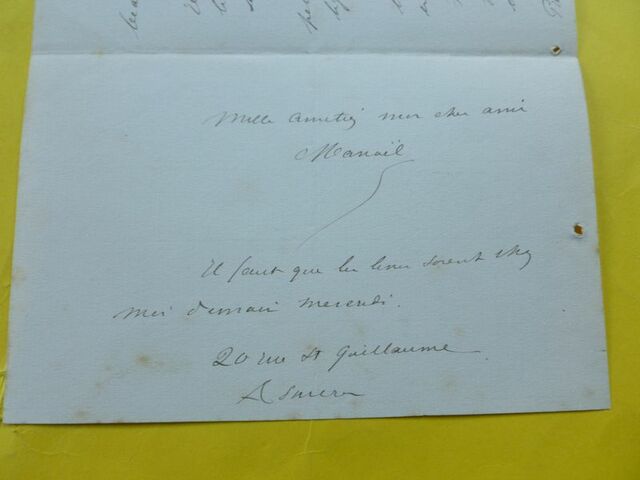 Mille amitiés mon cher ami
Manoël
Il faut que les livres soient chez
moi demain mercredi.
20 rue St Guillaume